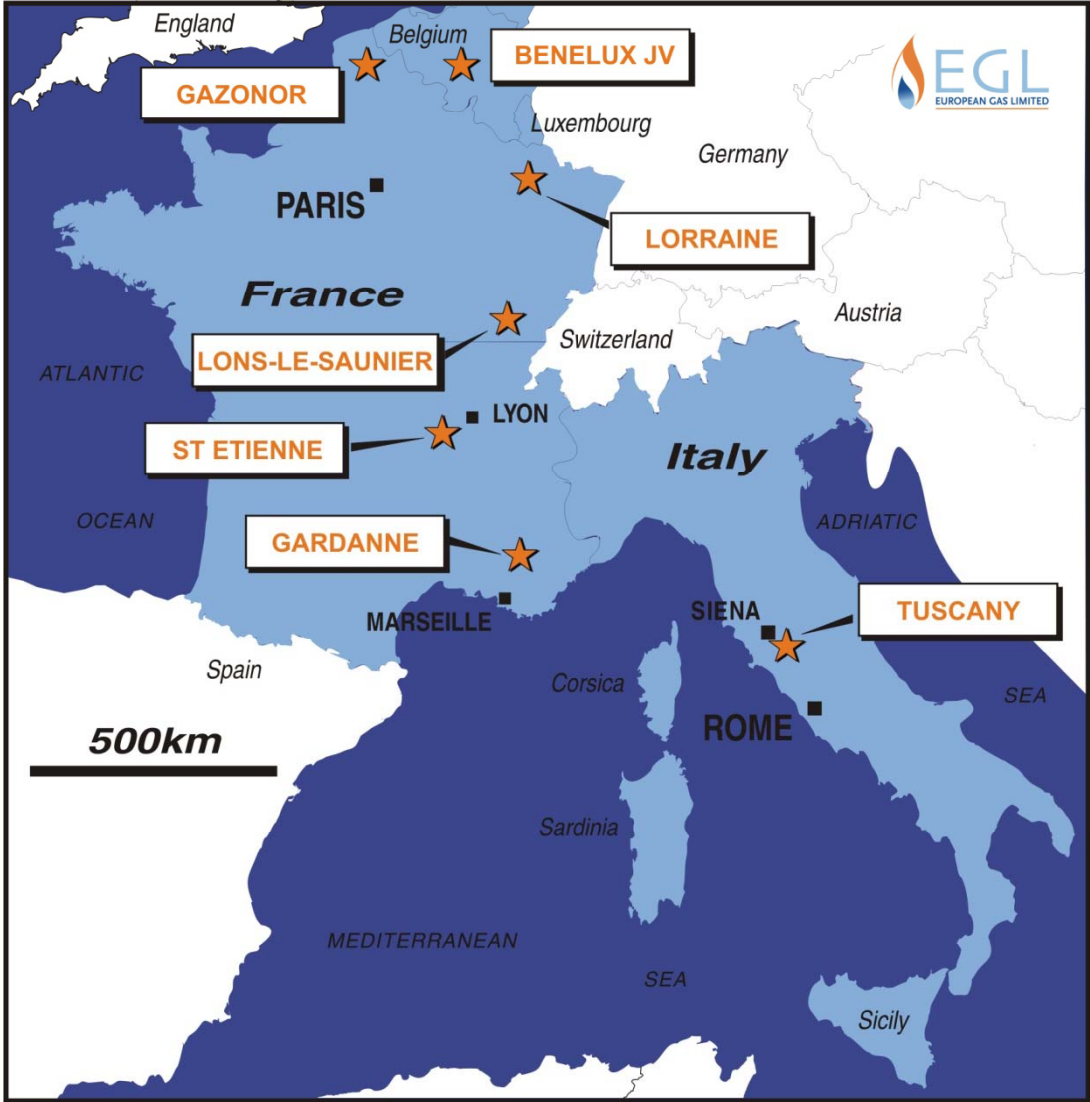 England
Belgium
BENELUX JV
GAZONOR
EGL
EUROPEAN GAS LIMITED
Luxembourg
Germany
PARIS
LORRAINE
France
Austria
Switzerland
LONS-LE-SAUNIER
ATLANTIC
LYON
ST ETIENNE
Italy
OCEAN
ADRIATIC
GARDANNE
MARSEILLE
SIENA
TUSCANY
Spain
Corsica
SEA
ROME
500km
Sardinia
MEDITERRANEAN
SEA
Sicily